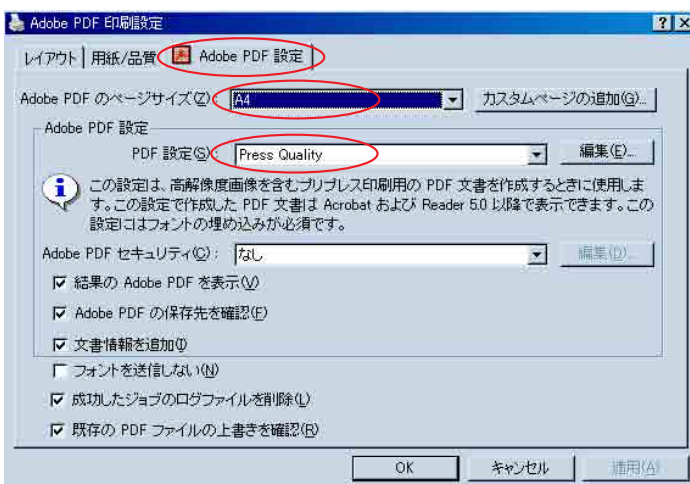 Adobe PDF 印刷設定
レイアウト 用紙/品質 Adobe PDF 設定
Adobe PDF のページサイズ(Z): A4 カスタムページの追加(G)...
Adobe PDF 設定
PDF 設定(S): Press Quality 編集(E)...
この設定は、高解像度画像を含むプリプレス印刷用の PDF 文書を作成するときに使用しま
す。この設定で作成した PDF 文書は Acrobat および Reader 5.0 以降で表示できます。この
設定にはフォントの埋め込みが必須です。
Adobe PDF セキュリティ(C): なし 編集(D)...
結果の Adobe PDF を表示(V)
Adobe PDF の保存先を確認(F)
文書情報を追加(I)
フォントを送信しない(N)
成功したジョブのログファイルを削除(L)
既存の PDF ファイルの上書きを確認(R)
OK キャンセル 適用(A)